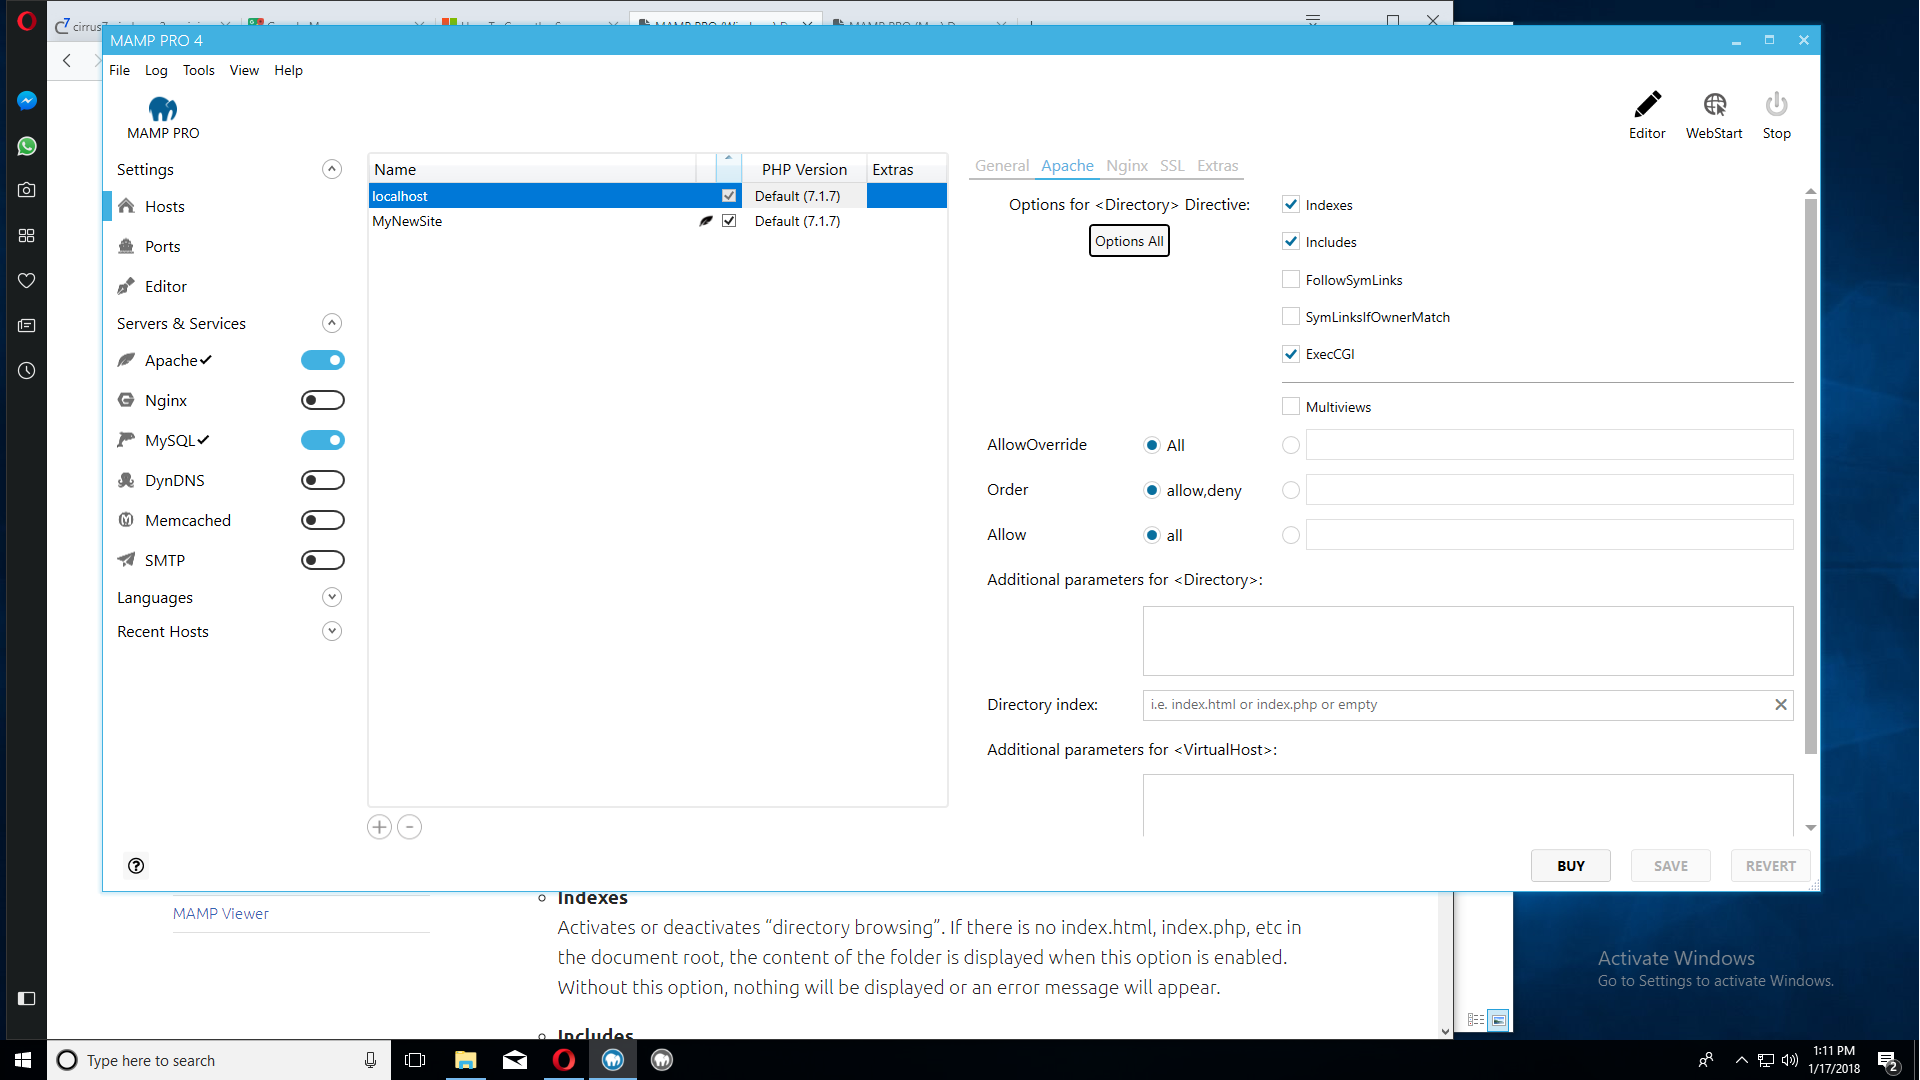 MAMP PRO 4
File Log Tools View Help
MAMP PRO
Editor WebStart Stop
Settings
Hosts
Ports
Editor
Servers & Services
Apache
Nginx
MySQL
DynDNS
Memcached
SMTP
Languages
Recent Hosts
Name PHP Version Extras
localhost Default (7.1.7)
MyNewSite Default (7.1.7)
General Apache Nginx SSL Extras
Options for <Directory> Directive:
Options All
Indexes
Includes
FollowSymLinks
SymLinksIfOwnerMatch
ExecCGI
Multiviews
AllowOverride All
Order allow,deny
Allow all
Additional parameters for <Directory>:
Directory index: i.e. index.html or index.php or empty
Additional parameters for <VirtualHost>:
BUY SAVE REVERT
MAMP Viewer
Indexes
Activates or deactivates “directory browsing”. If there is no index.html, index.php, etc in
the document root, the content of the folder is displayed when this option is enabled.
Without this option, nothing will be displayed or an error message will appear.
Includes
Activate Windows
Go to Settings to activate Windows.
Type here to search
1:11 PM
1/17/2018
2